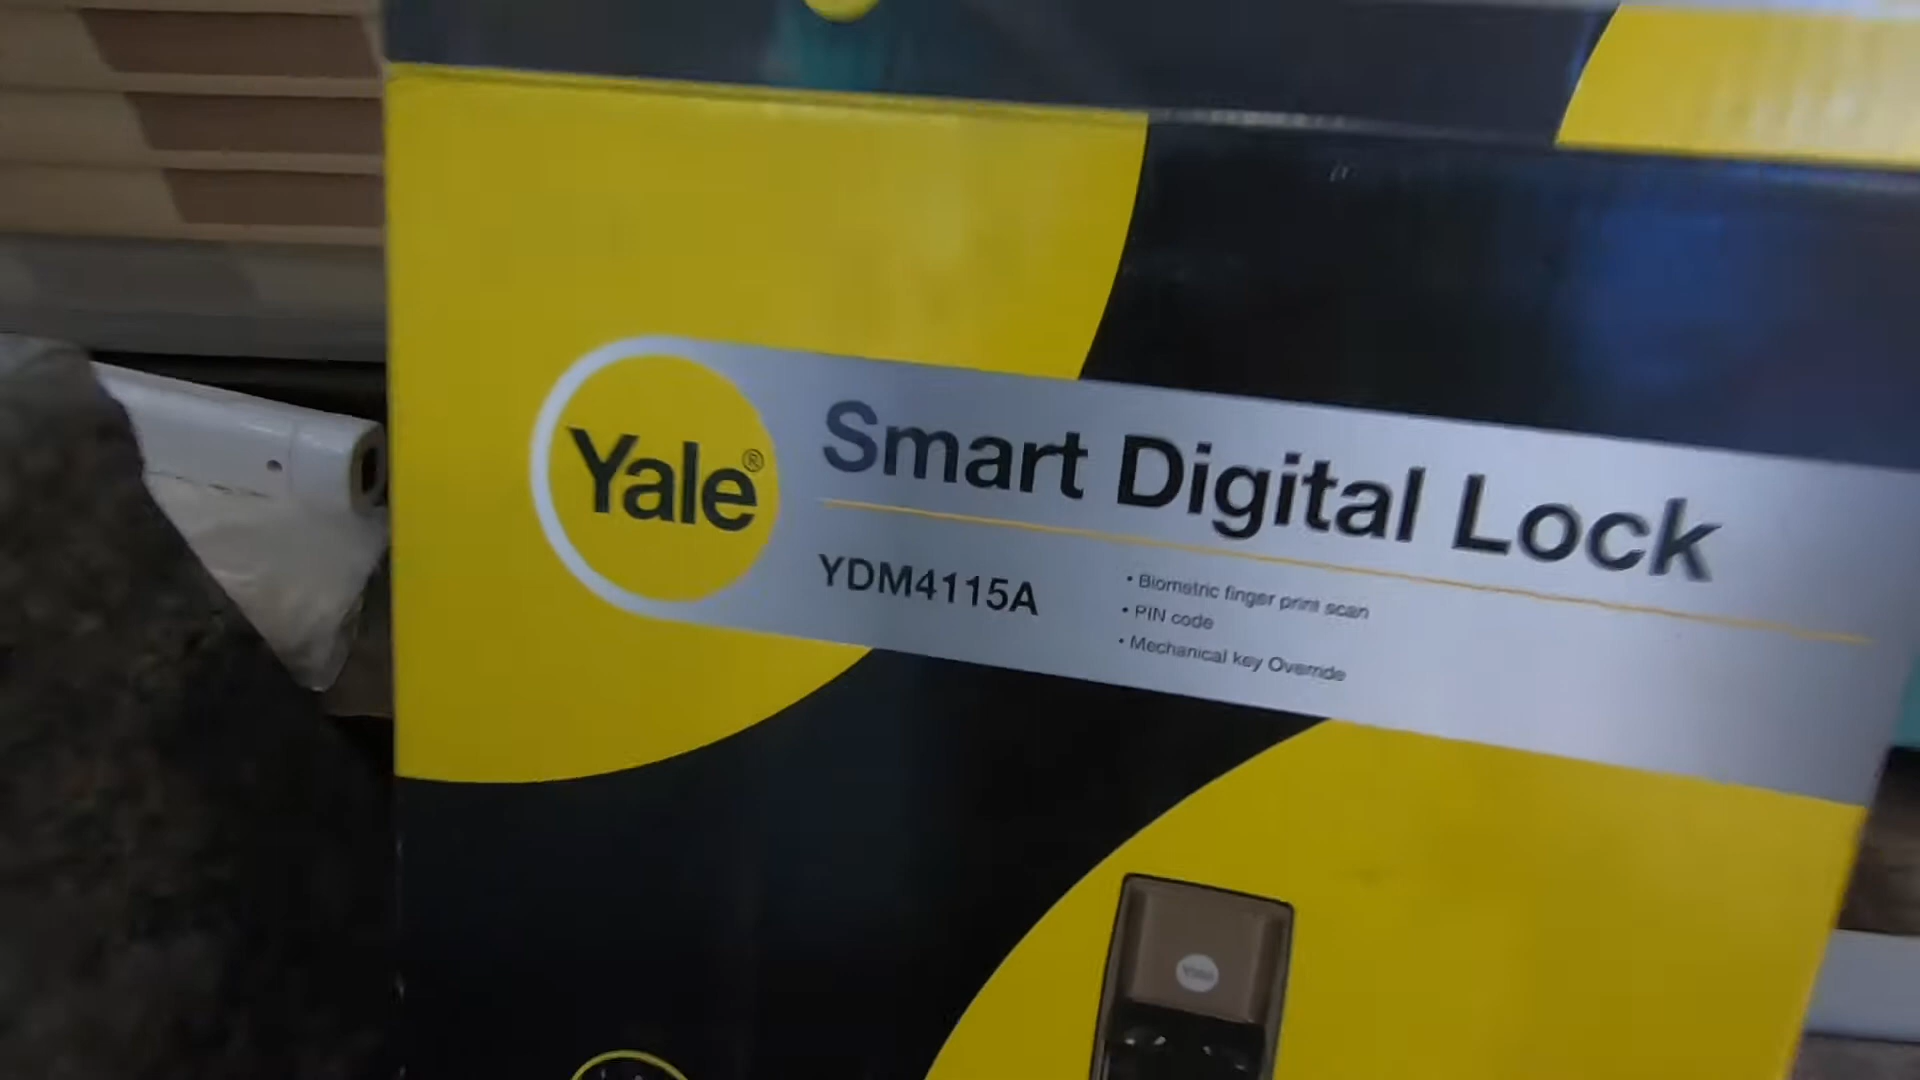 Yale®
Smart Digital Lock
YDM4115A
• Biometric finger print scan
• PIN code
• Mechanical key Override
Yale